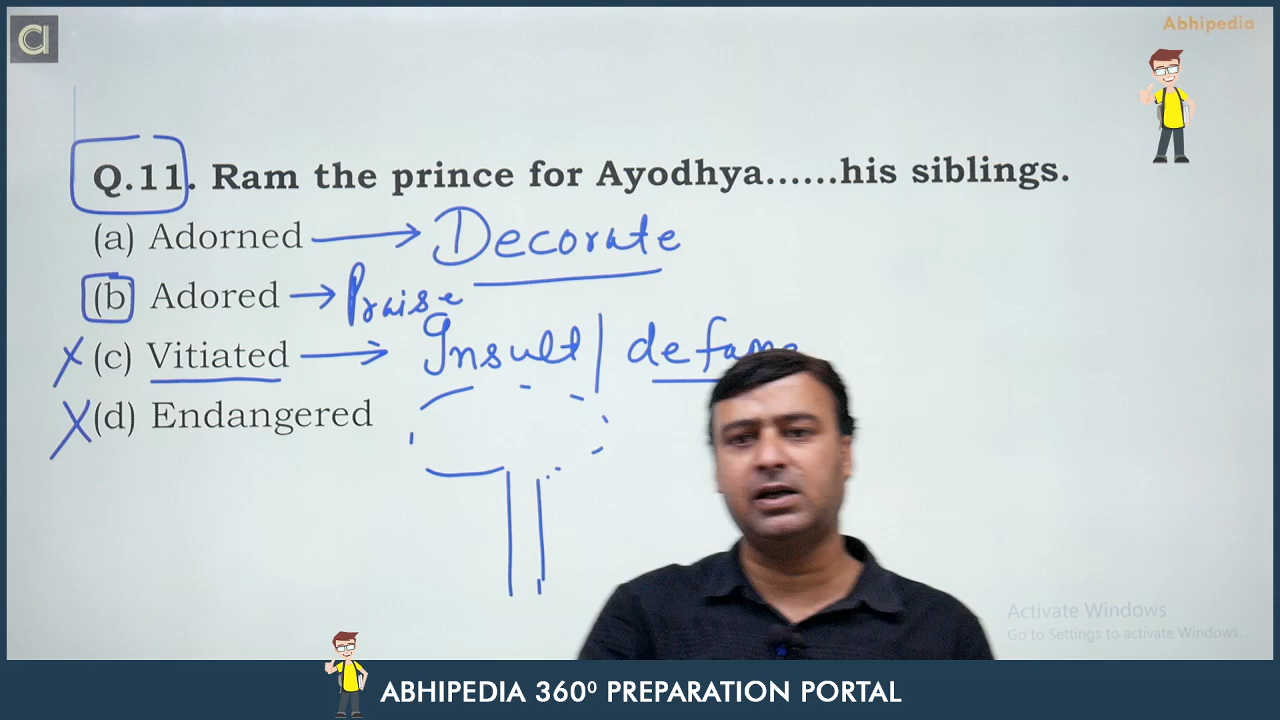 Abhipedia
Q.11. Ram the prince for Ayodhya......his siblings.
(a) Adorned → Decorate
(b) Adored → Praise
(c) Vitiated → Insult/ defame
(d) Endangered
Activate Windows
Go to Settings to activate Windows.
ABHIPEDIA 360⁰ PREPARATION PORTAL